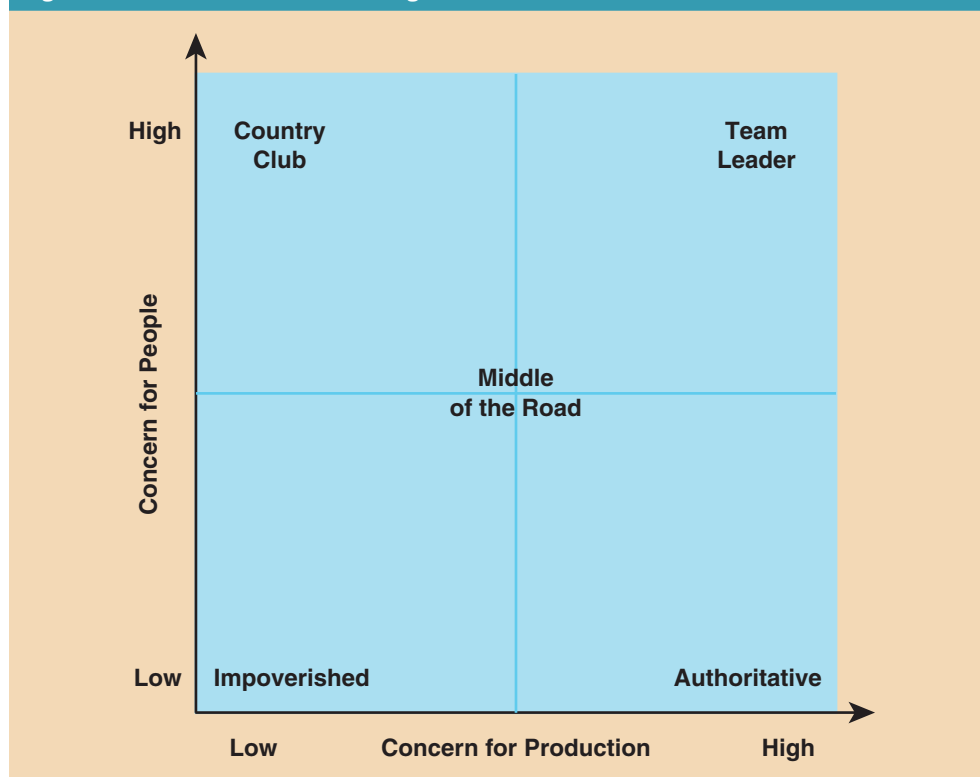 High
Country
Club
Team
Leader
Concern for People
Middle
of the Road
Low
Impoverished
Authoritative
Low
Concern for Production
High